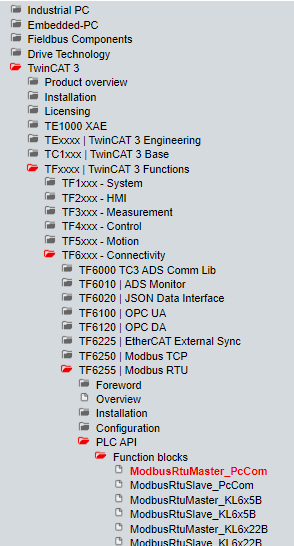 Industrial PC
Embedded-PC
Fieldbus Components
Drive Technology
TwinCAT 3
Product overview
Installation
Licensing
TE1000 XAE
TExxxx | TwinCAT 3 Engineering
TC1xxx | TwinCAT 3 Base
TFxxxx | TwinCAT 3 Functions
TF1xxx - System
TF2xxx - HMI
TF3xxx - Measurement
TF4xxx - Control
TF5xxx - Motion
TF6xxx - Connectivity
TF6000 TC3 ADS Comm Lib
TF6010 | ADS Monitor
TF6020 | JSON Data Interface
TF6100 | OPC UA
TF6120 | OPC DA
TF6225 | EtherCAT External Sync
TF6250 | Modbus TCP
TF6255 | Modbus RTU
Foreword
Overview
Installation
Configuration
PLC API
Function blocks
ModbusRtuMaster_PcCom
ModbusRtuSlave_PcCom
ModbusRtuMaster_KL6x5B
ModbusRtuSlave_KL6x5B
ModbusRtuMaster_KL6x22B
ModbusRtuSlave_KL6x22B